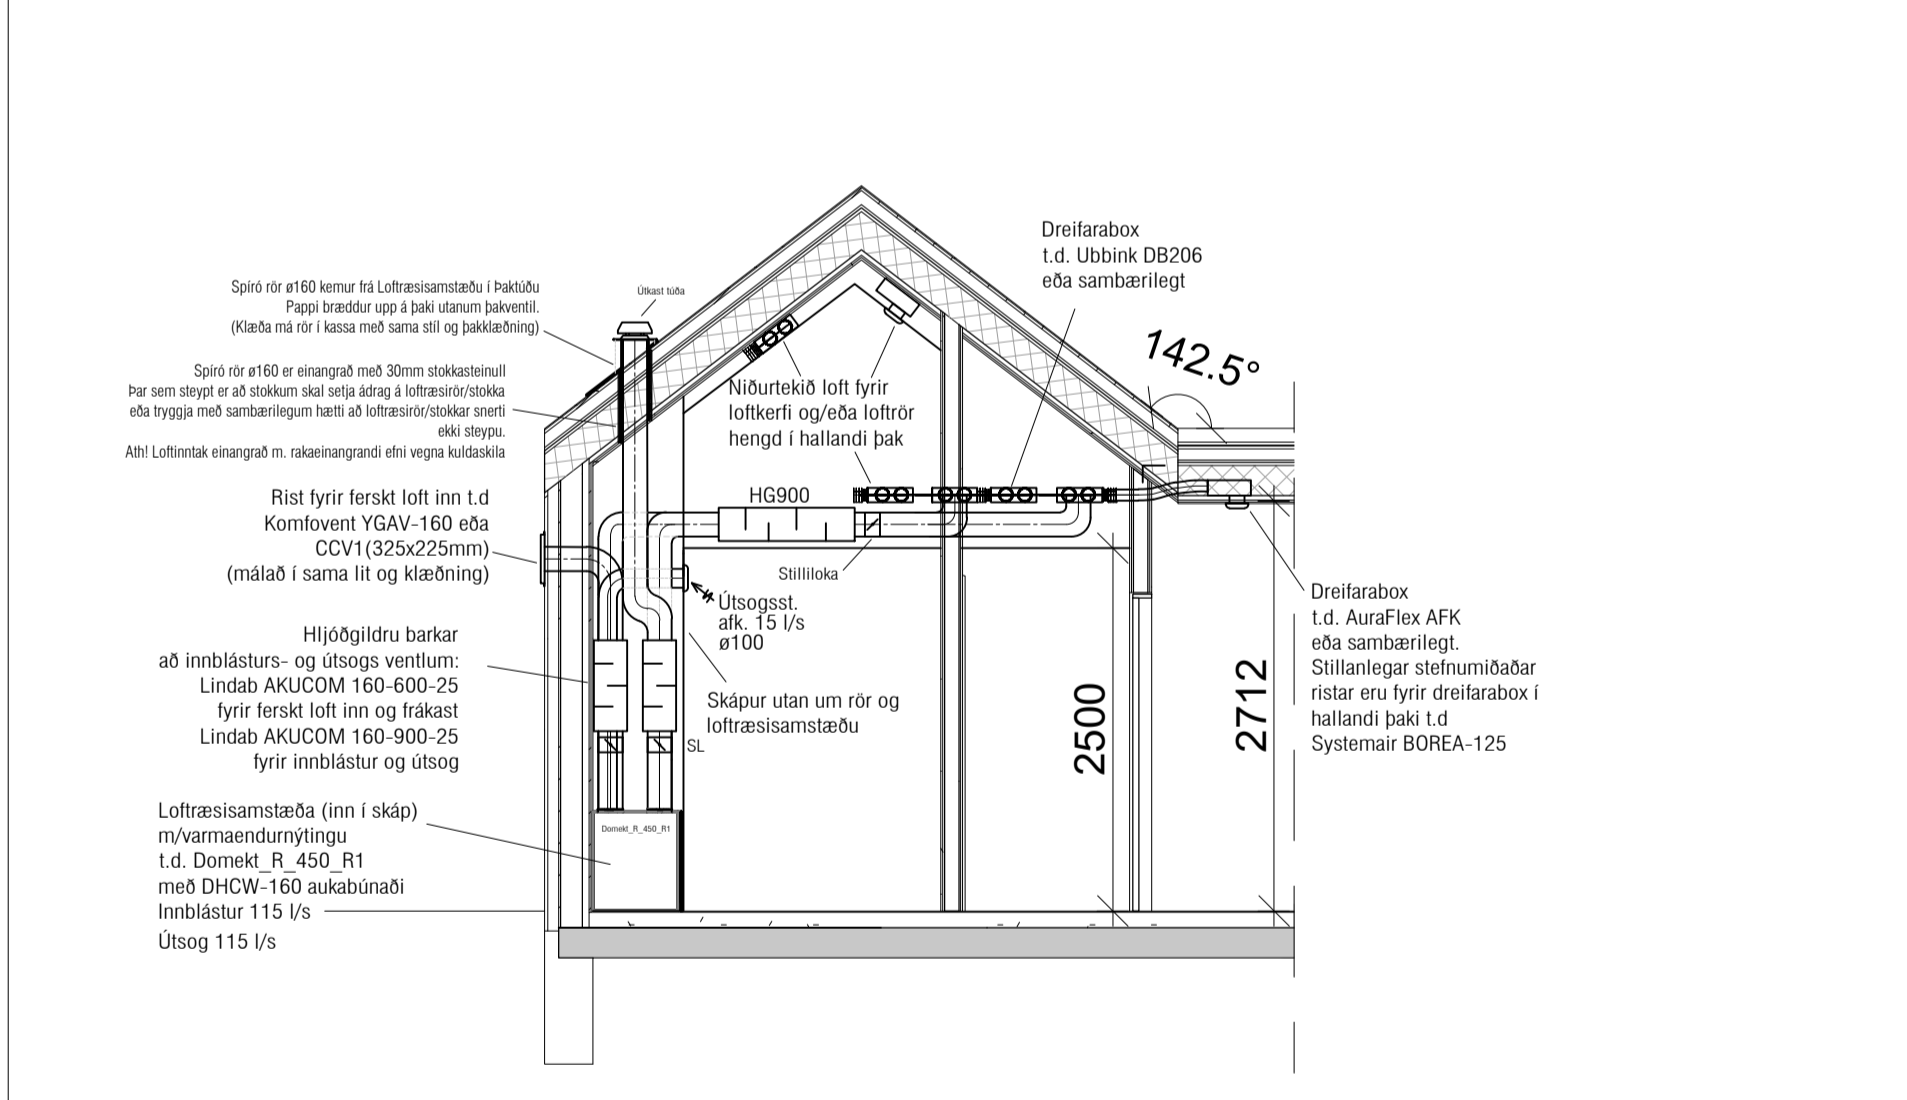 Spíró rör ø160 kemur frá Loftræsisamstæðu í Þaktúðu
Pappi bræddur upp á þaki utanum þakventil.
(Klæða má rör í kassa með sama stíl og þakklæðning)
Spíró rör ø160 er einangrað með 30mm stokkasteinull
Þar sem steypt er að stokkum skal setja ádrag á loftræsirör/stokka
eða tryggja með sambærilegum hætti að loftræsirör/stokkar snerti
ekki steypu.
Ath! Loftinntak einangrað m. rakaeinangrandi efni vegna kuldaskila
Rist fyrir ferskt loft inn t.d
Komfovent YGAV-160 eða
CCV1(325x225mm)
(málað í sama lit og klæðning)
Hljóðgildru barkar
að innblásturs- og útsogs ventlum:
Lindab AKUCOM 160-600-25
fyrir ferskt loft inn og frákast
Lindab AKUCOM 160-900-25
fyrir innblástur og útsog
Loftræsisamstæða (inn í skáp)
m/varmaendurnýtingu
t.d. Domekt_R_450_R1
með DHCW-160 aukabúnaði
Innblástur 115 l/s
Útsog 115 l/s
Útkast túða
Niðurtekið loft fyrir
loftkerfi og/eða loftrör
hengd í hallandi þak
HG900
Stilliloka
Útsogsst.
afk. 15 l/s
ø100
Skápur utan um rör og
loftræsisamstæðu
SL
Domekt_R_450_R1
Dreifarabox
t.d. Ubbink DB206
eða sambærilegt
142.5°
2500
2712
Dreifarabox
t.d. AuraFlex AFK
eða sambærilegt.
Stillanlegar stefnumiðaðar
ristar eru fyrir dreifarabox í
hallandi þaki t.d
Systemair BOREA-125